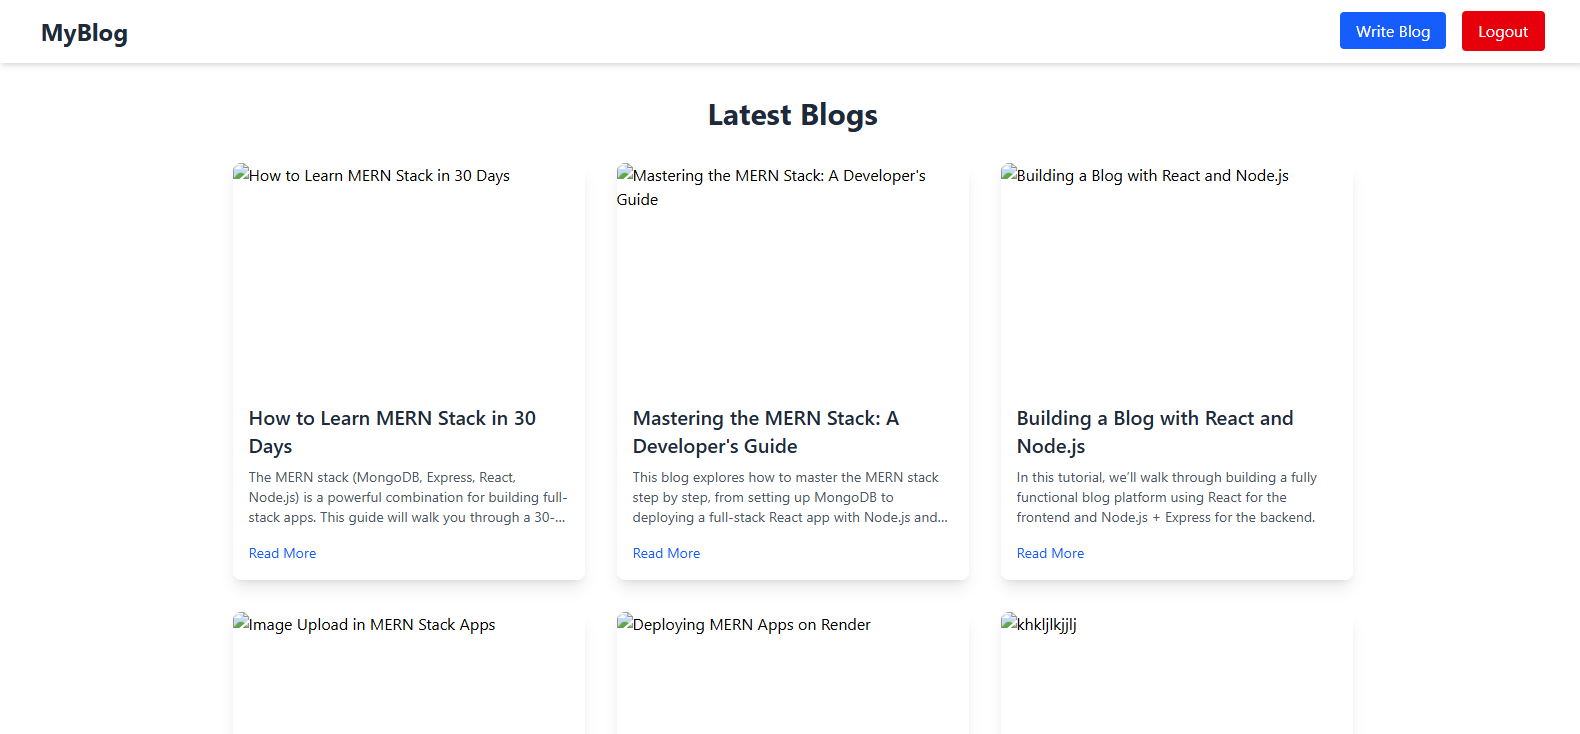 MyBlog
Write Blog
Logout
Latest Blogs
How to Learn MERN Stack in 30 Days
How to Learn MERN Stack in 30
Days
The MERN stack (MongoDB, Express, React,
Node.js) is a powerful combination for building full-
stack apps. This guide will walk you through a 30-...
Read More
Mastering the MERN Stack: A Developer's
Guide
Mastering the MERN Stack: A
Developer's Guide
This blog explores how to master the MERN stack
step by step, from setting up MongoDB to
deploying a full-stack React app with Node.js and...
Read More
Building a Blog with React and Node.js
Building a Blog with React and
Node.js
In this tutorial, we’ll walk through building a fully
functional blog platform using React for the
frontend and Node.js + Express for the backend.
Read More
Image Upload in MERN Stack Apps
Deploying MERN Apps on Render
khkljlkjjlj